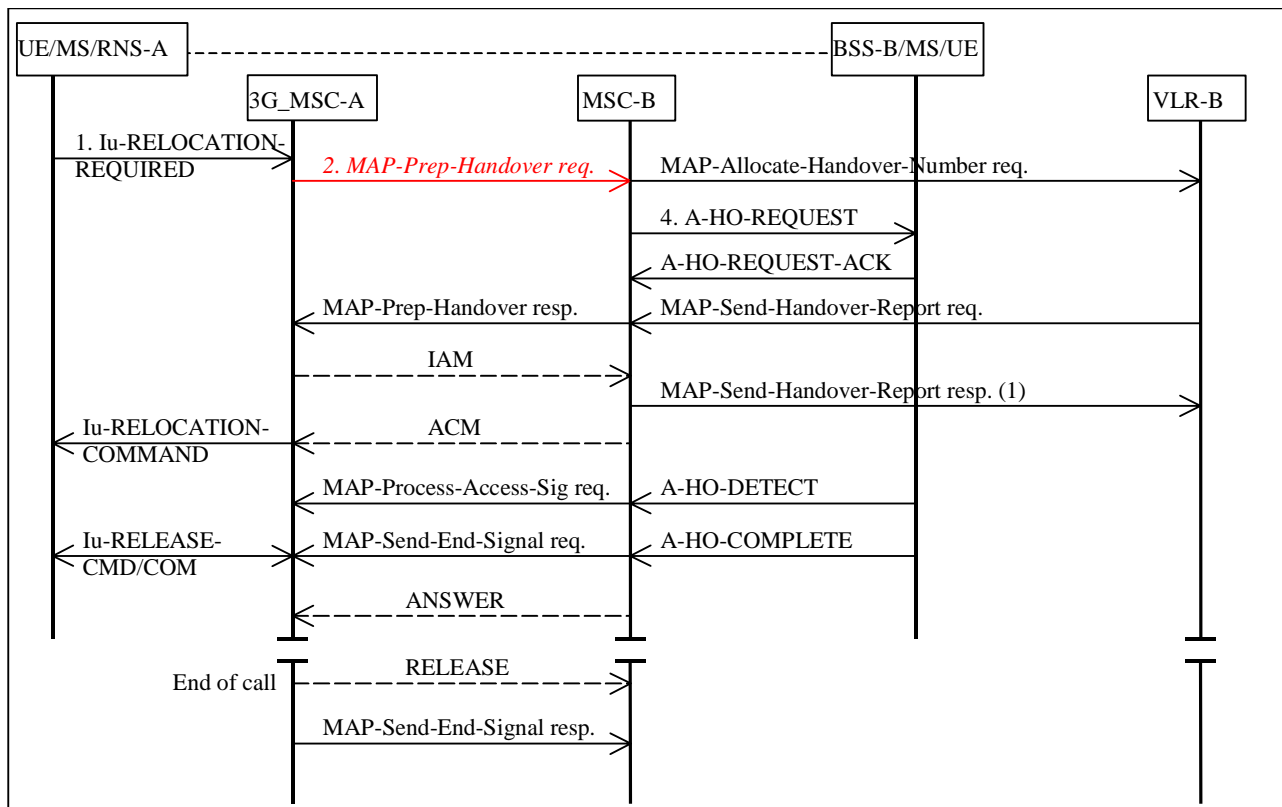 UE/MS/RNS-A
BSS-B/MS/UE
3G_MSC-A
MSC-B
VLR-B
1. Iu-RELOCATION-
REQUIRED
2. MAP-Prep-Handover req.
MAP-Allocate-Handover-Number req.
4. A-HO-REQUEST
A-HO-REQUEST-ACK
MAP-Prep-Handover resp.
MAP-Send-Handover-Report req.
IAM
MAP-Send-Handover-Report resp. (1)
Iu-RELOCATION-
COMMAND
ACM
MAP-Process-Access-Sig req.
A-HO-DETECT
Iu-RELEASE-
CMD/COM
MAP-Send-End-Signal req.
A-HO-COMPLETE
ANSWER
End of call
RELEASE
MAP-Send-End-Signal resp.